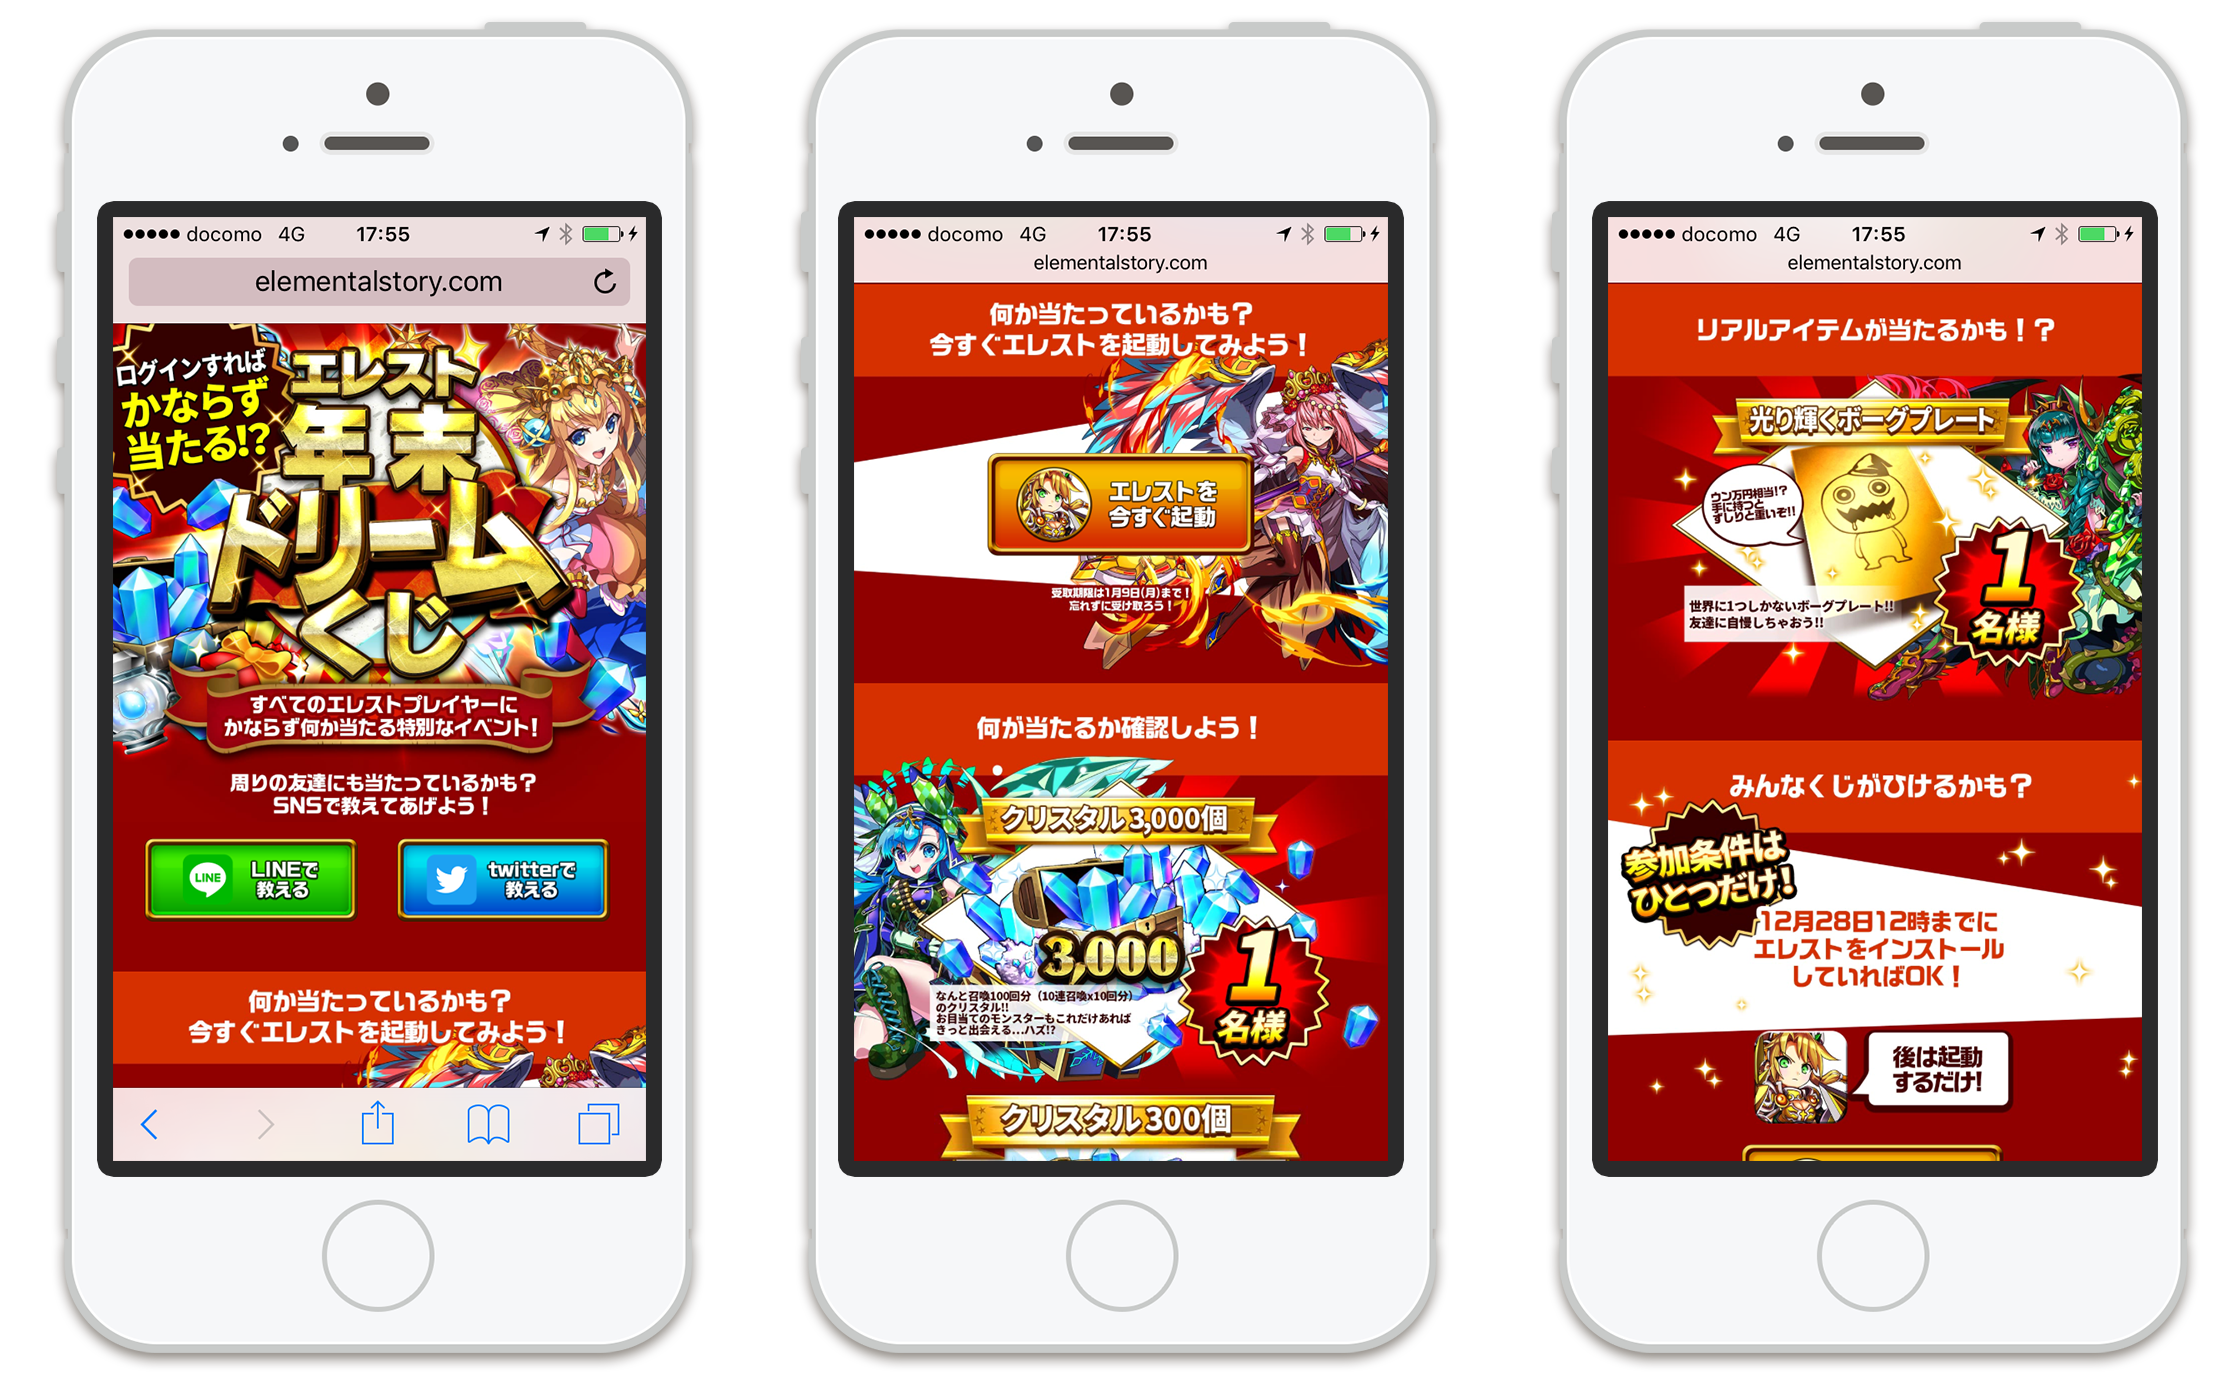 ●●●●● docomo 4G 17:55
elementalstory.com
ログインすれば
かならず
当たる!?
エレスト
年末
ドリーム
くじ
すべてのエレストプレイヤーに
かならず何か当たる特別なイベント!
周りの友達にも当たっているかも？
SNSで教えてあげよう！
LINE
LINEで
教える
twitterで
教える
何か当たっているかも？
今すぐエレストを起動してみよう！
●●●●● docomo 4G 17:55
elementalstory.com
何か当たっているかも？
今すぐエレストを起動してみよう！
エレストを
今すぐ起動
受取期限は1月9日(月)まで！
忘れずに受け取ろう！
何が当たるか確認しよう！
クリスタル 3,000個
3,000
1
名様
なんと召喚100回分（10連召喚x10回分）
のクリスタル!!
お目当てのモンスターもこれだけあれば
きっと出会える…ハズ!?
クリスタル 300個
●●●●● docomo 4G 17:55
elementalstory.com
リアルアイテムが当たるかも！？
光り輝くボーグプレート
ウン万円相当!?
手に持つと
ずしりと重いぞ!!
1
名様
世界に1つしかないボーグプレート!!
友達に自慢しちゃおう!!
みんなくじがひけるかも？
参加条件は
ひとつだけ!
12月28日12時までに
エレストをインストール
していればOK！
後は起動
するだけ!